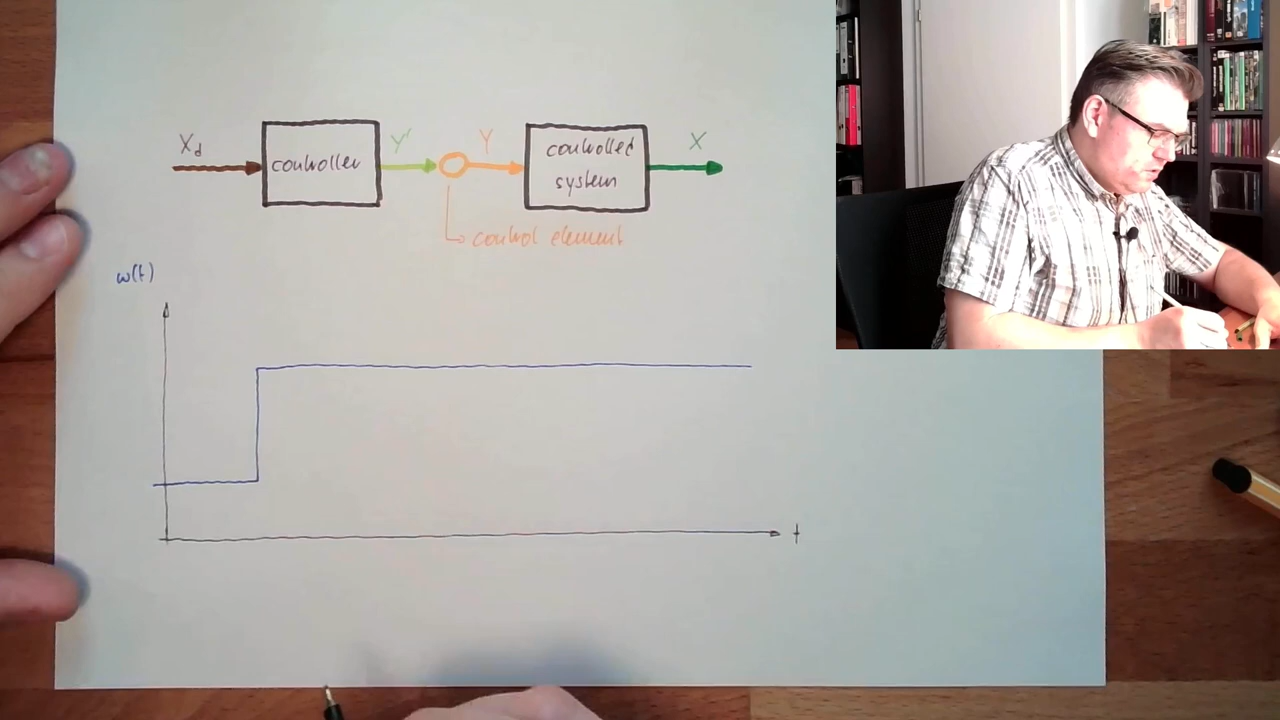 Xd
controller
Y'
Y
controlled
system
X
control element
w(t)
t